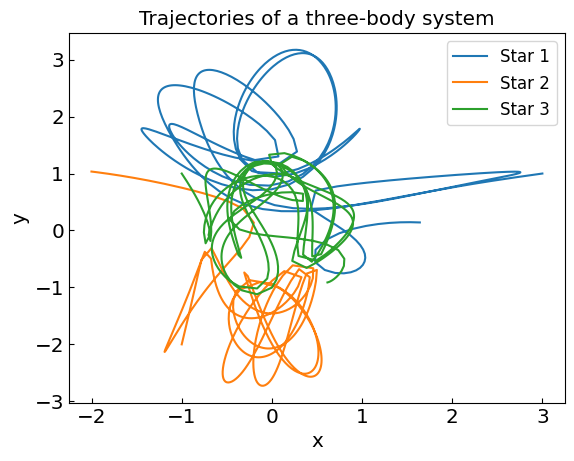 Trajectories of a three-body system
Star 1
Star 2
Star 3
3
2
1
0
−1
−2
−3
y
−2
−1
0
1
2
3
x